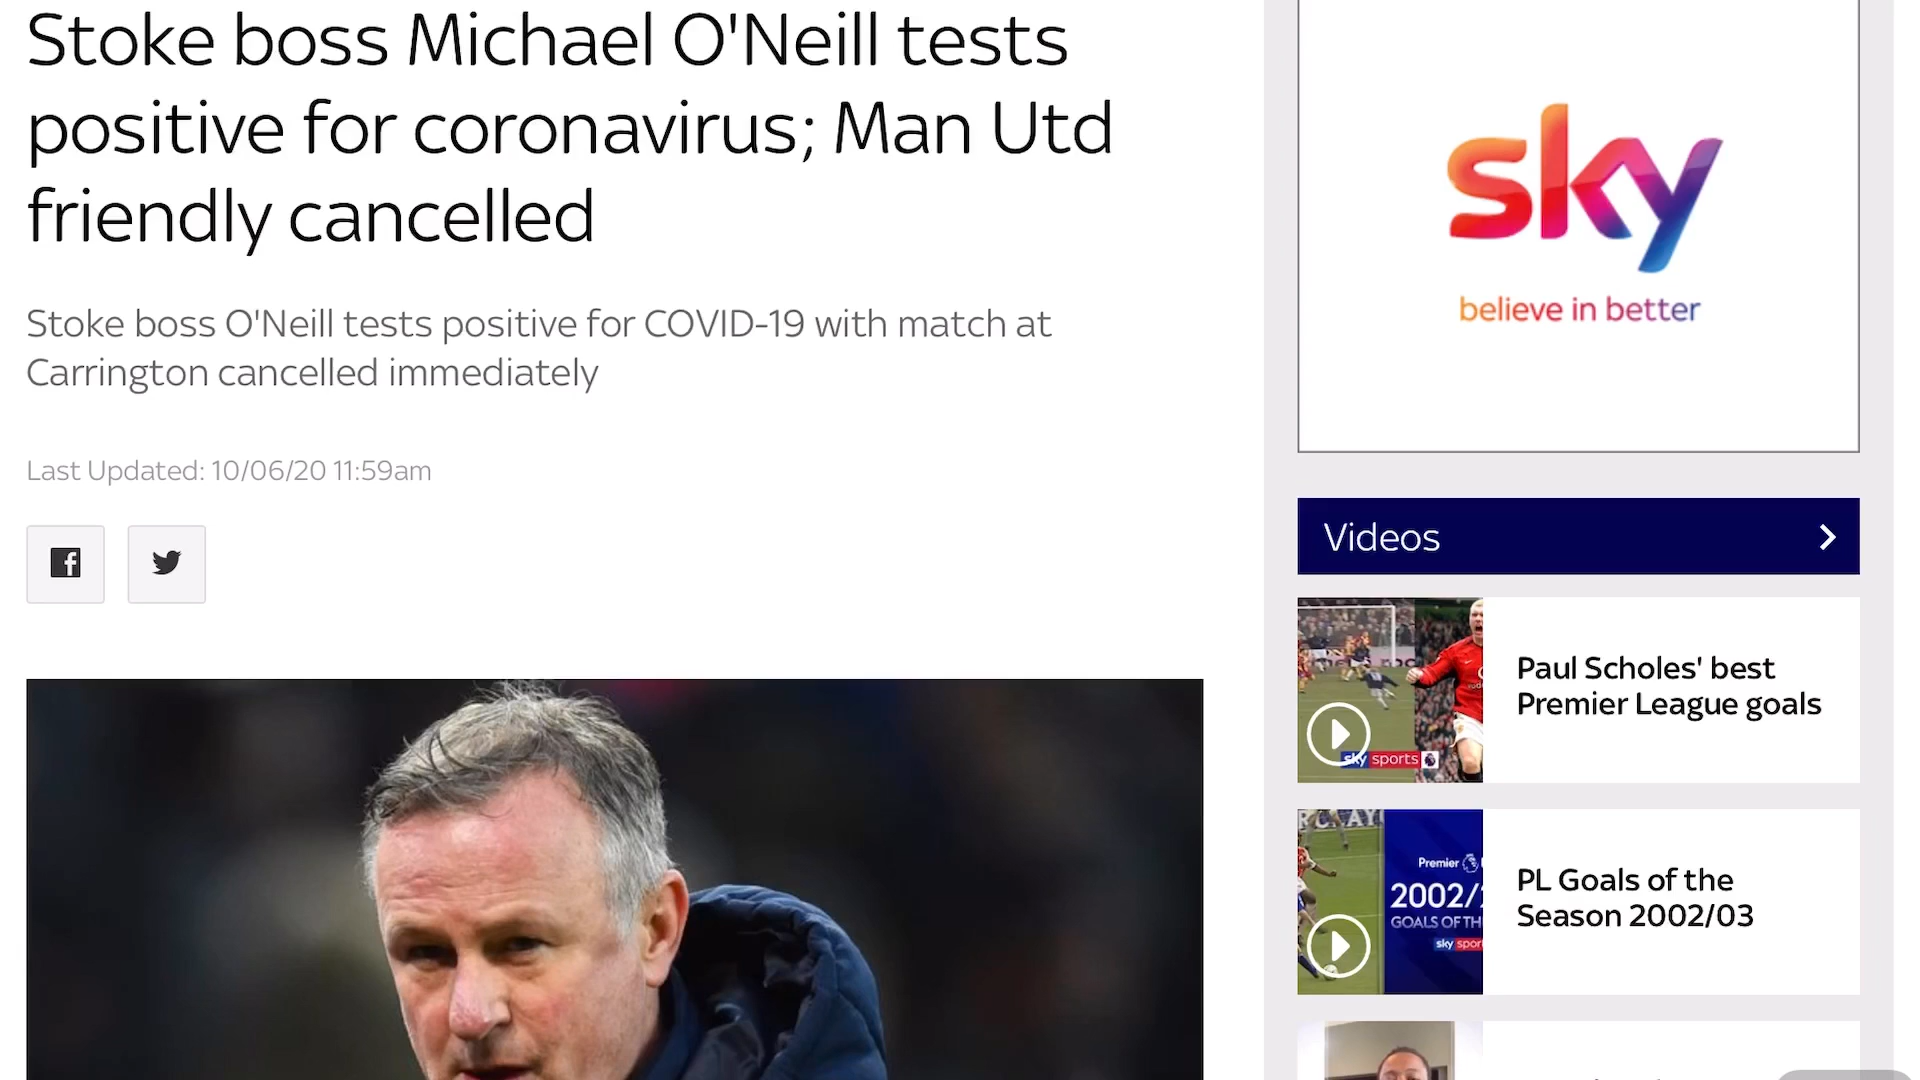 Stoke boss Michael O'Neill tests
positive for coronavirus; Man Utd
friendly cancelled
Stoke boss O'Neill tests positive for COVID-19 with match at
Carrington cancelled immediately
Last Updated: 10/06/20 11:59am
sky
believe in better
Videos
Paul Scholes' best
Premier League goals
sky sports
PL Goals of the
Season 2002/03
Premier
2002/
GOALS OF TH
sky spor